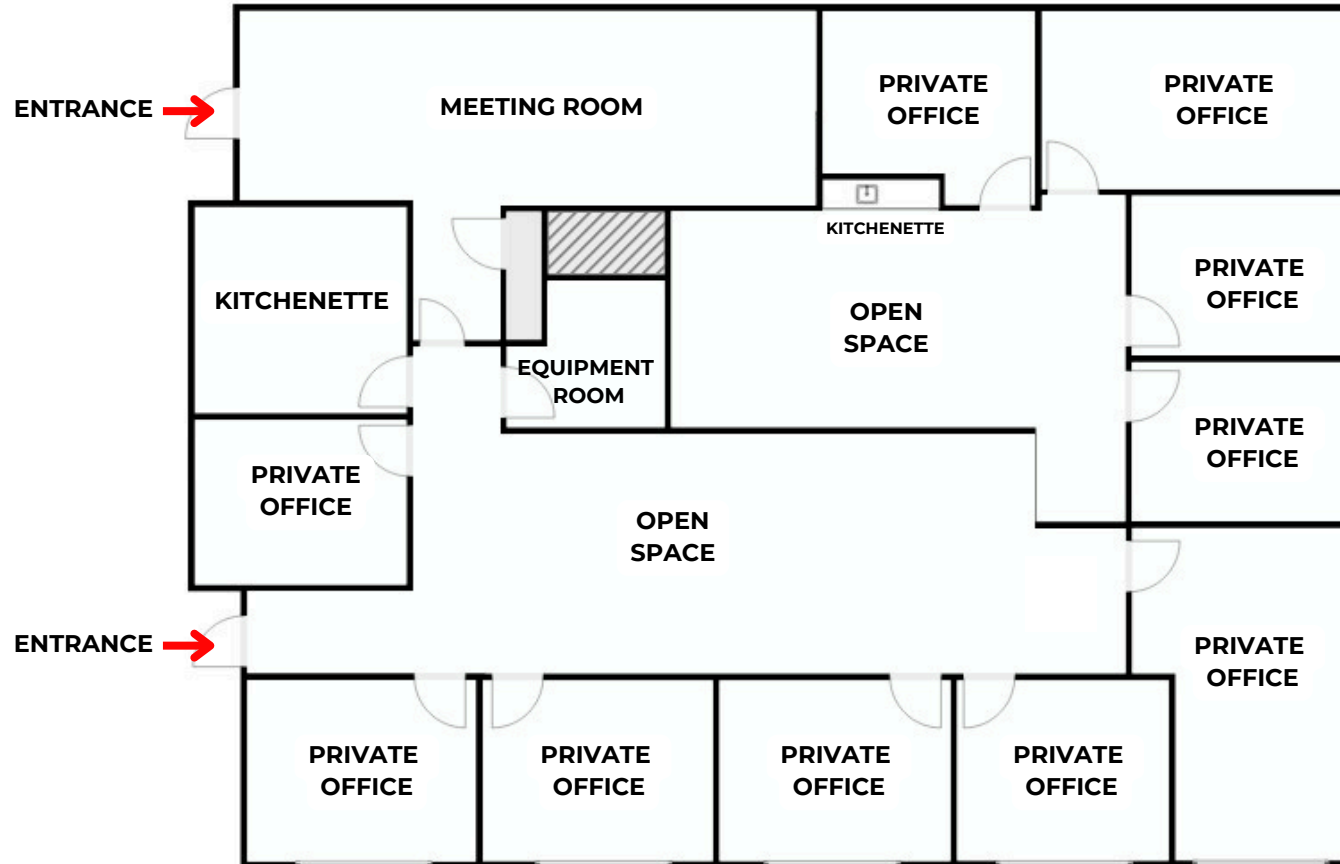 ENTRANCE
MEETING ROOM
PRIVATE
OFFICE
PRIVATE
OFFICE
KITCHENETTE
KITCHENETTE
PRIVATE
OFFICE
OPEN
SPACE
EQUIPMENT
ROOM
PRIVATE
OFFICE
PRIVATE
OFFICE
OPEN
SPACE
ENTRANCE
PRIVATE
OFFICE
PRIVATE
OFFICE
PRIVATE
OFFICE
PRIVATE
OFFICE
PRIVATE
OFFICE